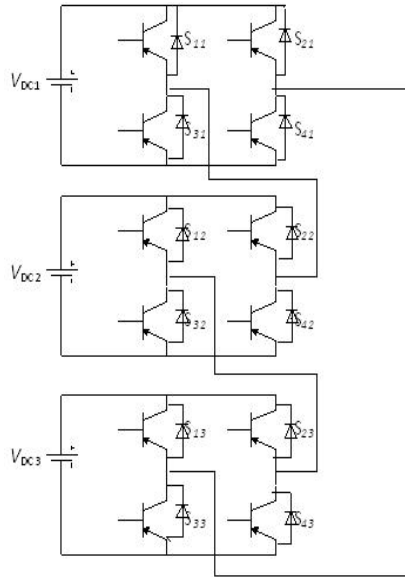 S11 S21
VDC1
S31 S41
S12 S22
VDC2
S32 S42
S13 S23
VDC3
S33 S43